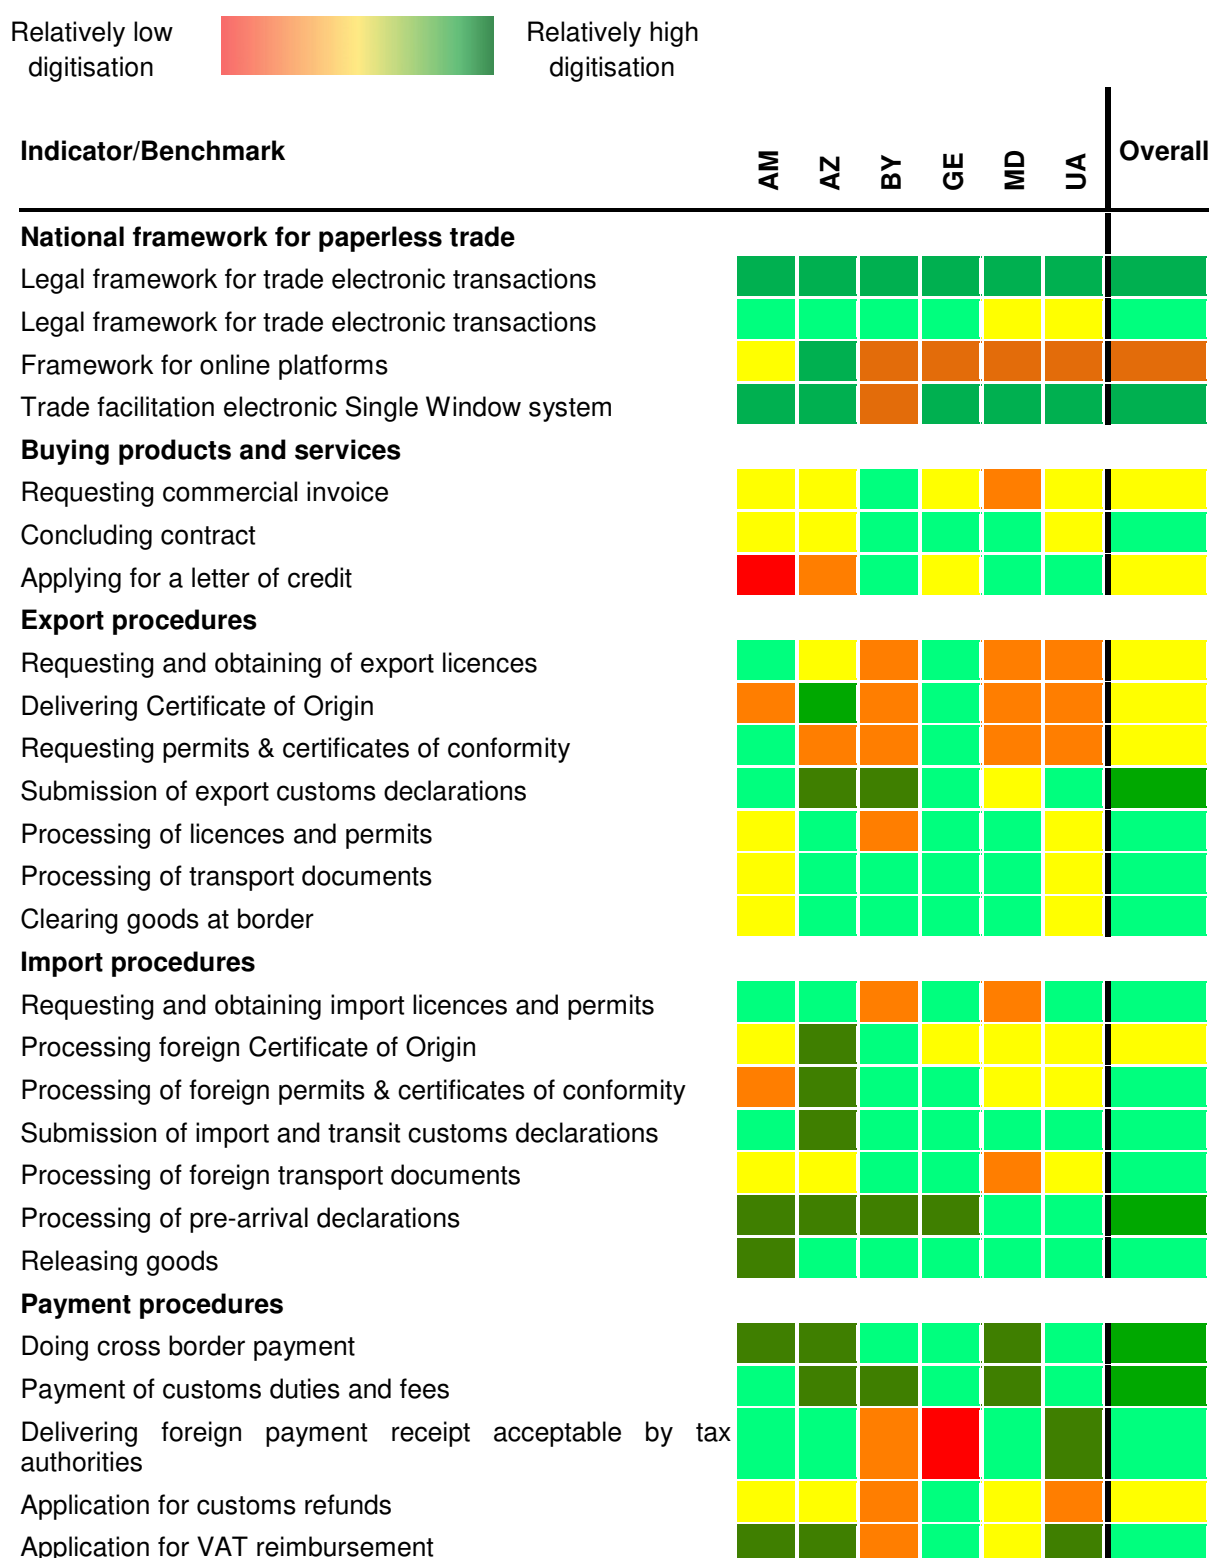 Relatively low
digitisation
Relatively high
digitisation
Indicator/Benchmark
AM
AZ
BY
GE
MD
UA
Overall
National framework for paperless trade
Legal framework for trade electronic transactions
Legal framework for trade electronic transactions
Framework for online platforms
Trade facilitation electronic Single Window system
Buying products and services
Requesting commercial invoice
Concluding contract
Applying for a letter of credit
Export procedures
Requesting and obtaining of export licences
Delivering Certificate of Origin
Requesting permits & certificates of conformity
Submission of export customs declarations
Processing of licences and permits
Processing of transport documents
Clearing goods at border
Import procedures
Requesting and obtaining import licences and permits
Processing foreign Certificate of Origin
Processing of foreign permits & certificates of conformity
Submission of import and transit customs declarations
Processing of foreign transport documents
Processing of pre-arrival declarations
Releasing goods
Payment procedures
Doing cross border payment
Payment of customs duties and fees
Delivering foreign payment receipt acceptable by tax
authorities
Application for customs refunds
Application for VAT reimbursement